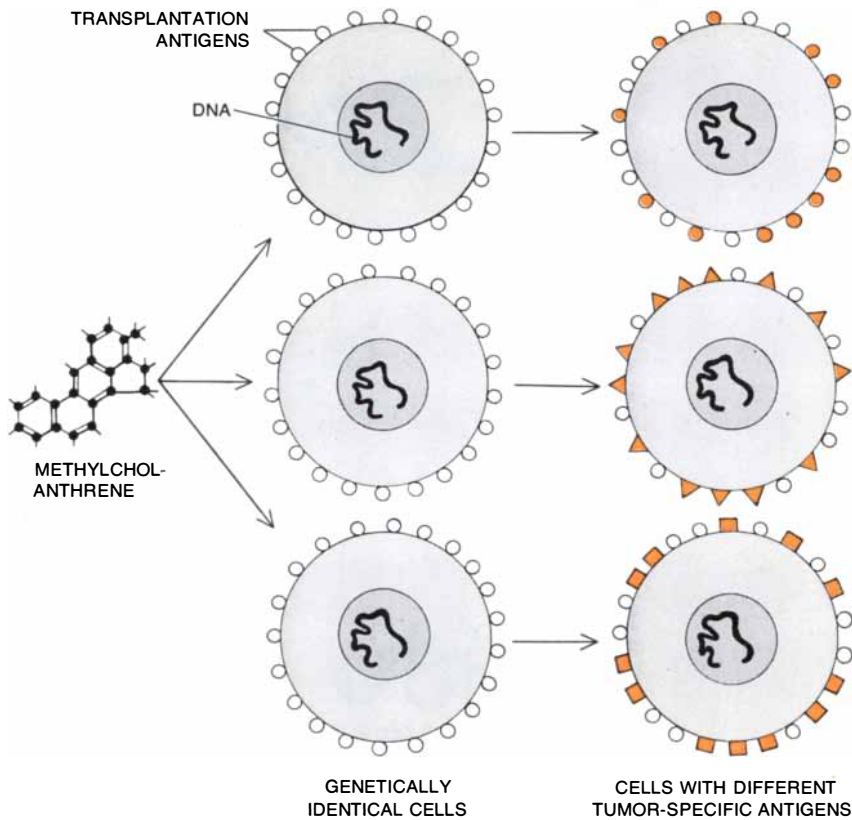 TRANSPLANTATION
ANTIGENS
DNA
METHYLCHOL-
ANTHRENE
GENETICALLY
IDENTICAL CELLS
CELLS WITH DIFFERENT
TUMOR-SPECIFIC ANTIGENS